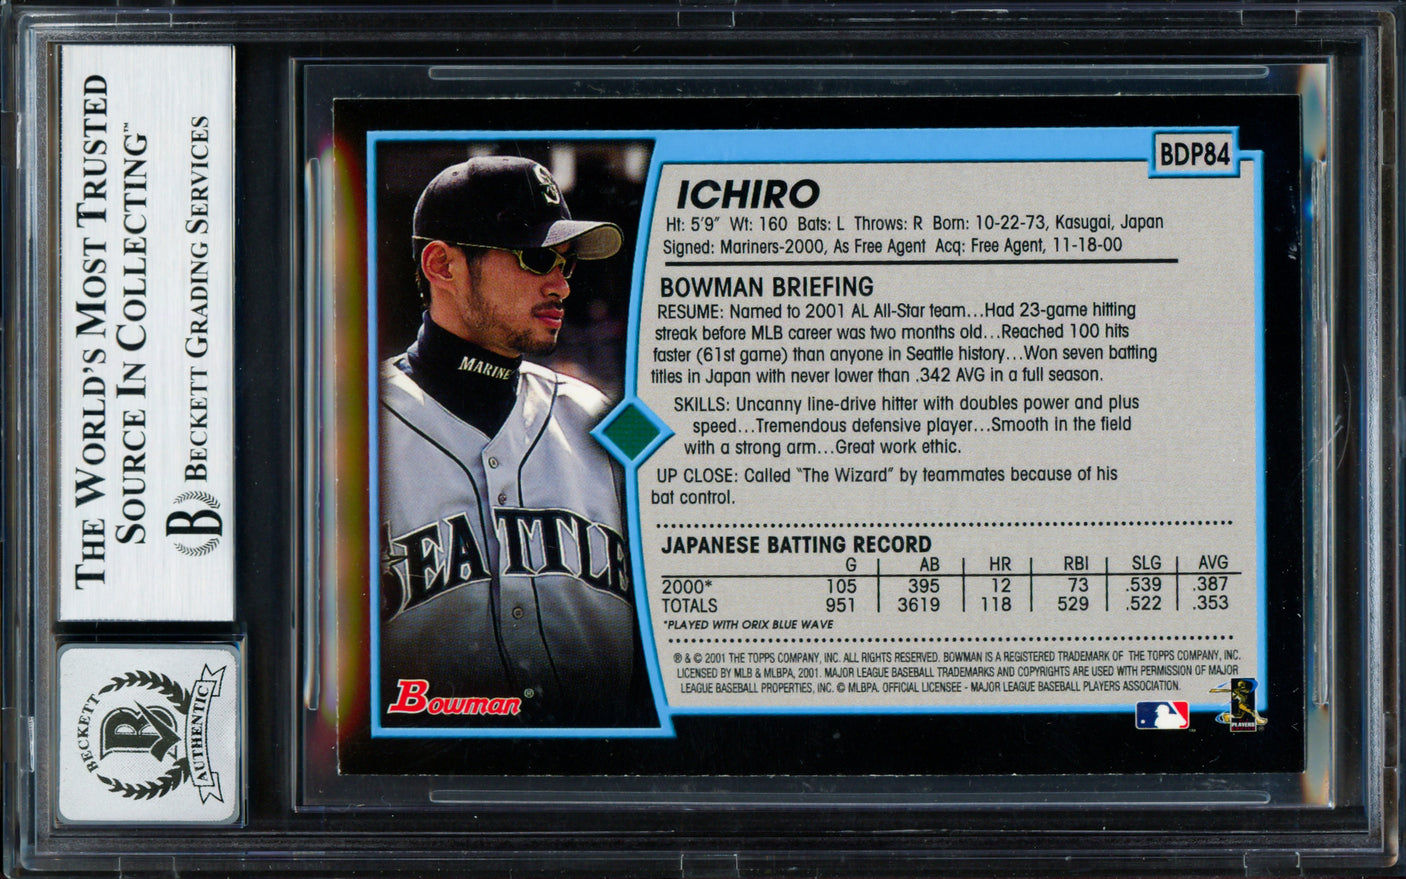 THE WORLD'S MOST TRUSTED
SOURCE IN COLLECTING™
BECKETT GRADING SERVICES
B
BECKETT
B
AUTHENTIC
MARINE
SEATTLE
Bowman®
BDP84
ICHIRO
Ht: 5'9" Wt: 160 Bats: L Throws: R Born: 10-22-73, Kasugai, Japan
Signed: Mariners-2000, As Free Agent Acq: Free Agent, 11-18-00
BOWMAN BRIEFING
RESUME: Named to 2001 AL All-Star team...Had 23-game hitting
streak before MLB career was two months old...Reached 100 hits
faster (61st game) than anyone in Seattle history...Won seven batting
titles in Japan with never lower than .342 AVG in a full season.
SKILLS: Uncanny line-drive hitter with doubles power and plus
speed...Tremendous defensive player...Smooth in the field
with a strong arm...Great work ethic.
UP CLOSE: Called "The Wizard" by teammates because of his
bat control.
JAPANESE BATTING RECORD
G AB HR RBI SLG AVG
2000* 105 395 12 73 .539 .387
TOTALS 951 3619 118 529 .522 .353
*PLAYED WITH ORIX BLUE WAVE
® & © 2001 THE TOPPS COMPANY, INC. ALL RIGHTS RESERVED. BOWMAN IS A REGISTERED TRADEMARK OF THE TOPPS COMPANY, INC.
LICENSED BY MLB & MLBPA, 2001. MAJOR LEAGUE BASEBALL TRADEMARKS AND COPYRIGHTS ARE USED WITH PERMISSION OF MAJOR
LEAGUE BASEBALL PROPERTIES, INC. © MLBPA. OFFICIAL LICENSEE - MAJOR LEAGUE BASEBALL PLAYERS ASSOCIATION.
PLAYERS